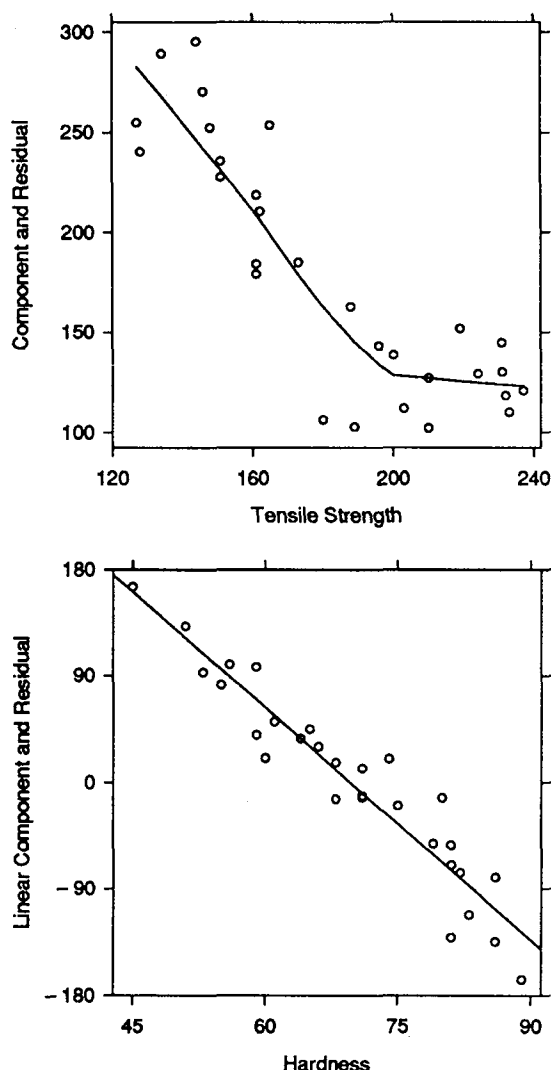 300
250
200
150
100
Component and Residual
120 160 200 240
Tensile Strength
180
90
0
– 90
– 180
Linear Component and Residual
45 60 75 90
Hardness